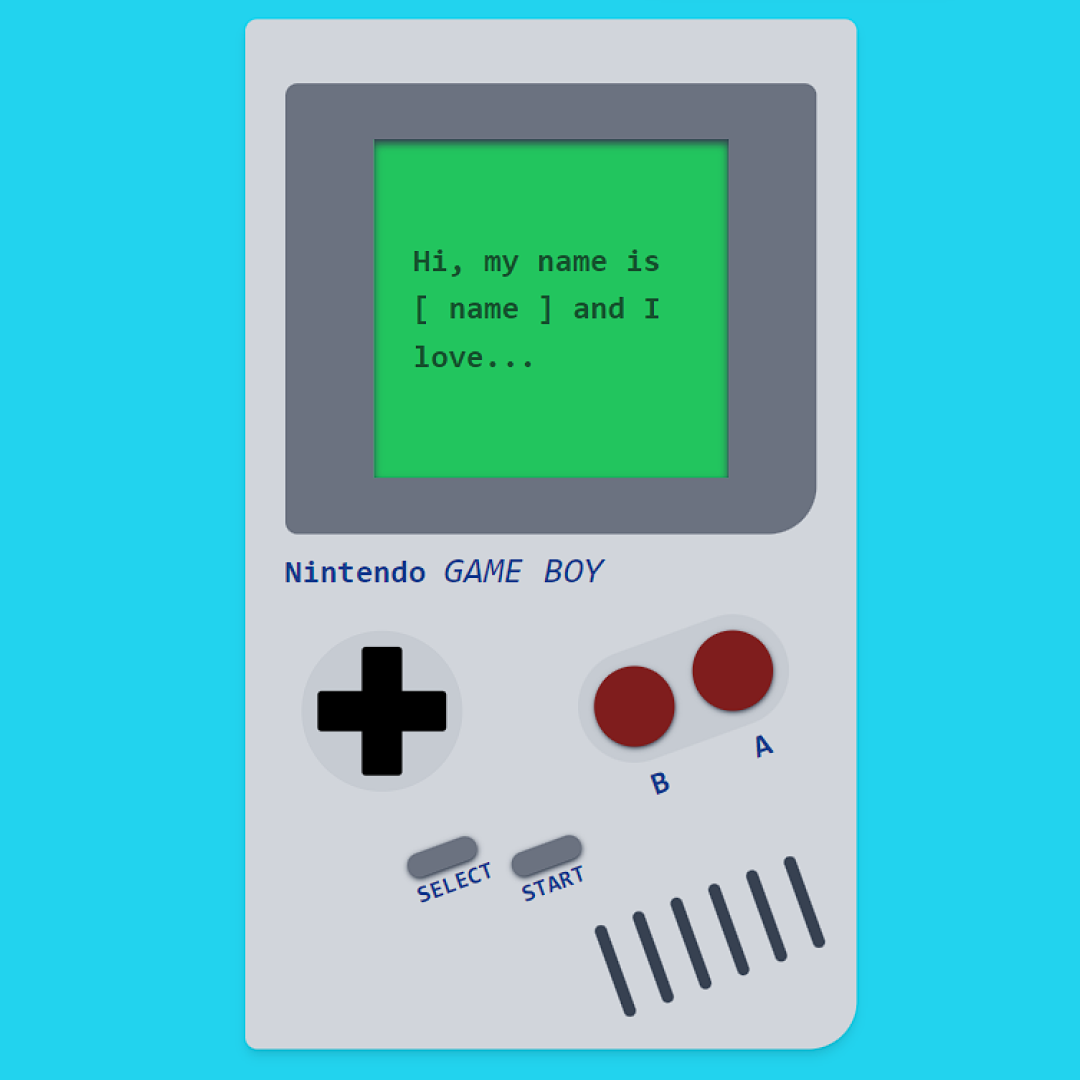 Hi, my name is
[ name ] and I
love...
Nintendo GAME BOY
A
B
SELECT
START